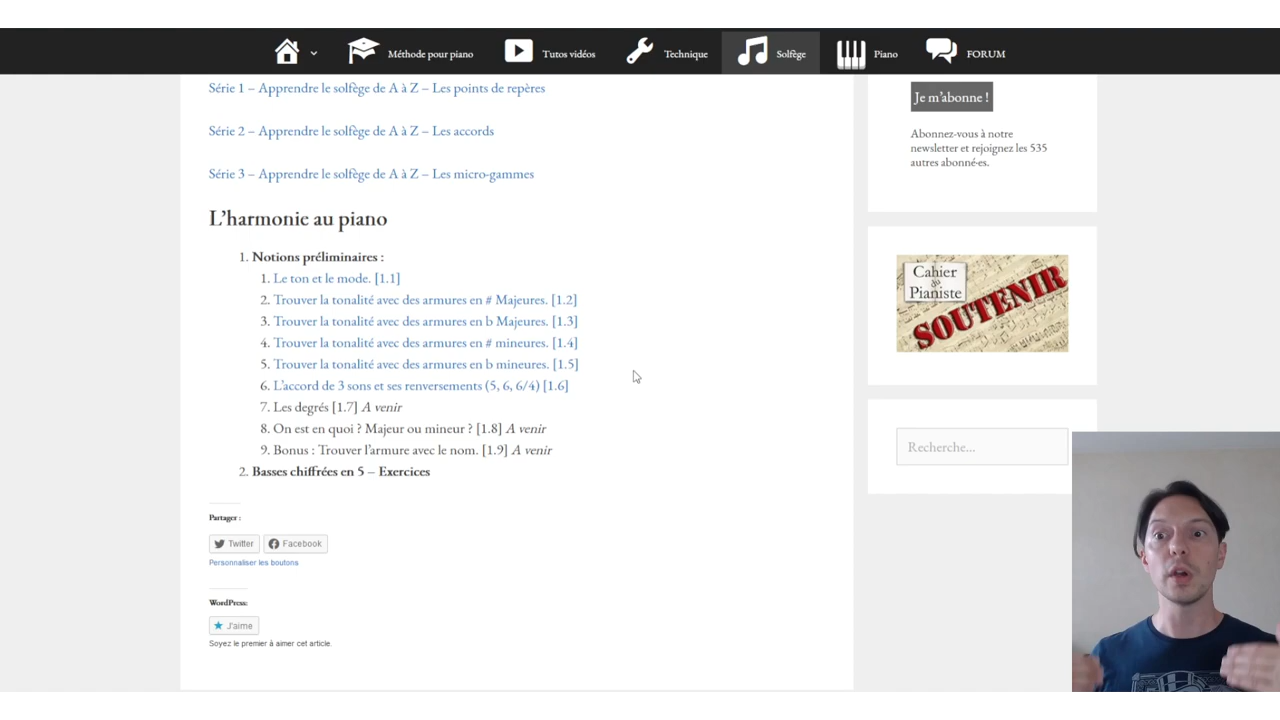 Méthode pour piano
Tutos vidéos
Technique
Solfège
Piano
FORUM
Série 1 – Apprendre le solfège de A à Z – Les points de repères
Série 2 – Apprendre le solfège de A à Z – Les accords
Série 3 – Apprendre le solfège de A à Z – Les micro-gammes
L'harmonie au piano
1. Notions préliminaires :
1. Le ton et le mode. [1.1]
2. Trouver la tonalité avec des armures en # Majeures. [1.2]
3. Trouver la tonalité avec des armures en b Majeures. [1.3]
4. Trouver la tonalité avec des armures en # mineures. [1.4]
5. Trouver la tonalité avec des armures en b mineures. [1.5]
6. L'accord de 3 sons et ses renversements (5, 6, 6/4) [1.6]
7. Les degrés [1.7] A venir
8. On est en quoi ? Majeur ou mineur ? [1.8] A venir
9. Bonus : Trouver l'armure avec le nom. [1.9] A venir
2. Basses chiffrées en 5 – Exercices
Partager :
Twitter
Facebook
Personnaliser les boutons
WordPress:
J'aime
Soyez le premier à aimer cet article.
Je m'abonne !
Abonnez-vous à notre
newsletter et rejoignez les 535
autres abonné·es.
Cahier
du
Pianiste
SOUTENIR
Recherche…